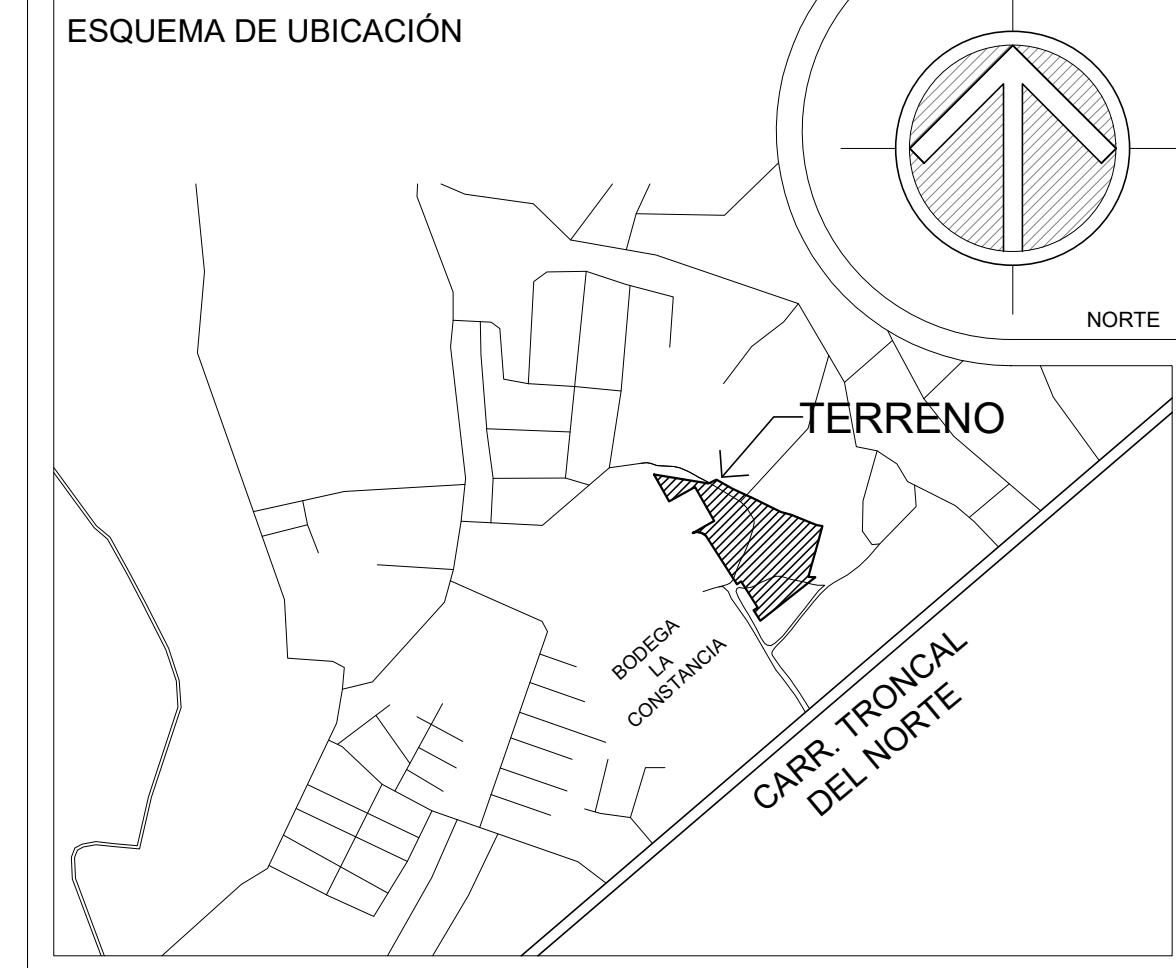 ESQUEMA DE UBICACIÓN
NORTE
TERRENO
BODEGA
LA
CONSTANCIA
CARR. TRONCAL
DEL NORTE